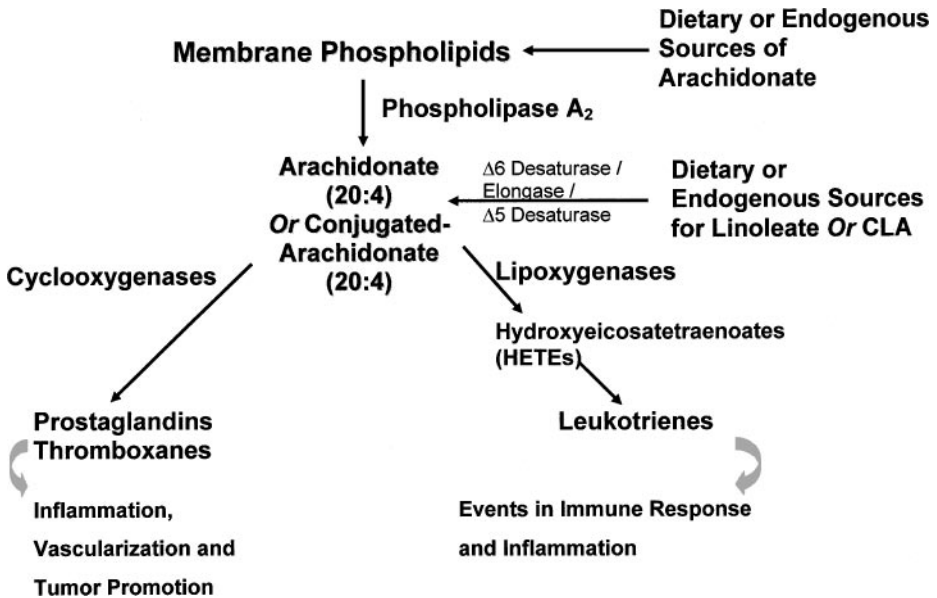 Dietary or Endogenous
Sources of
Arachidonate
Membrane Phospholipids
Phospholipase A₂
Arachidonate
(20:4)
Or Conjugated-
Arachidonate
(20:4)
Δ6 Desaturase /
Elongase /
Δ5 Desaturase
Dietary or
Endogenous Sources
for Linoleate Or CLA
Cyclooxygenases
Lipoxygenases
Hydroxyeicosatetraenoates
(HETEs)
Prostaglandins
Thromboxanes
Leukotrienes
Inflammation,
Vascularization and
Tumor Promotion
Events in Immune Response
and Inflammation